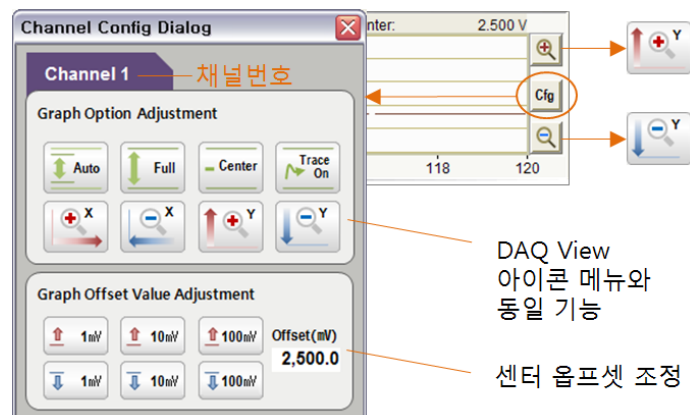 Channel Config Dialog
nter: 2.500 V
Y
Channel 1
채널번호
Cfg
Graph Option Adjustment
Y
Auto Full Center Trace On
118 120
X X Y Y
DAQ View
아이콘 메뉴와
동일 기능
Graph Offset Value Adjustment
1mV 10mV 100mV Offset(mV)
2,500.0
1mV 10mV 100mV
센터 옵프셋 조정